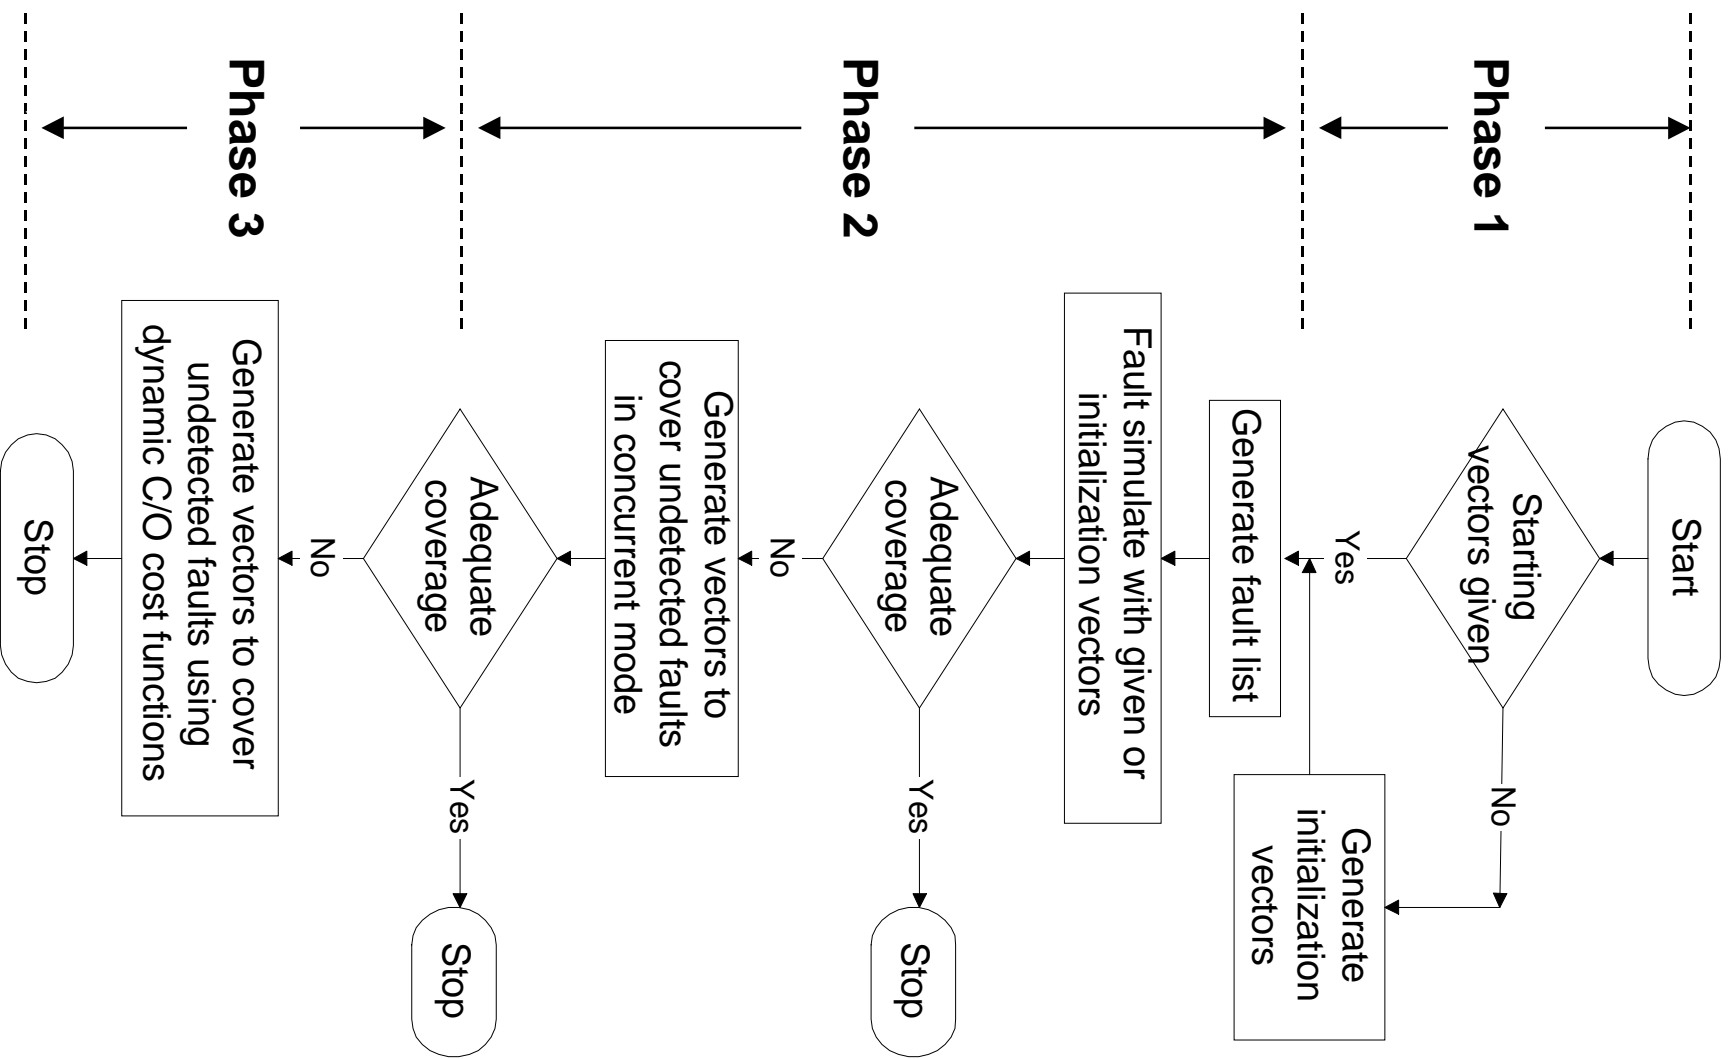 Start
Phase 1
Starting
vectors given
No
Yes
Generate
initialization
vectors
Generate fault list
Phase 2
Fault simulate with given or
initialization vectors
Adequate
coverage
Yes
Stop
No
Generate vectors to
cover undetected faults
in concurrent mode
Adequate
coverage
Yes
Stop
No
Phase 3
Generate vectors to cover
undetected faults using
dynamic C/O cost functions
Stop